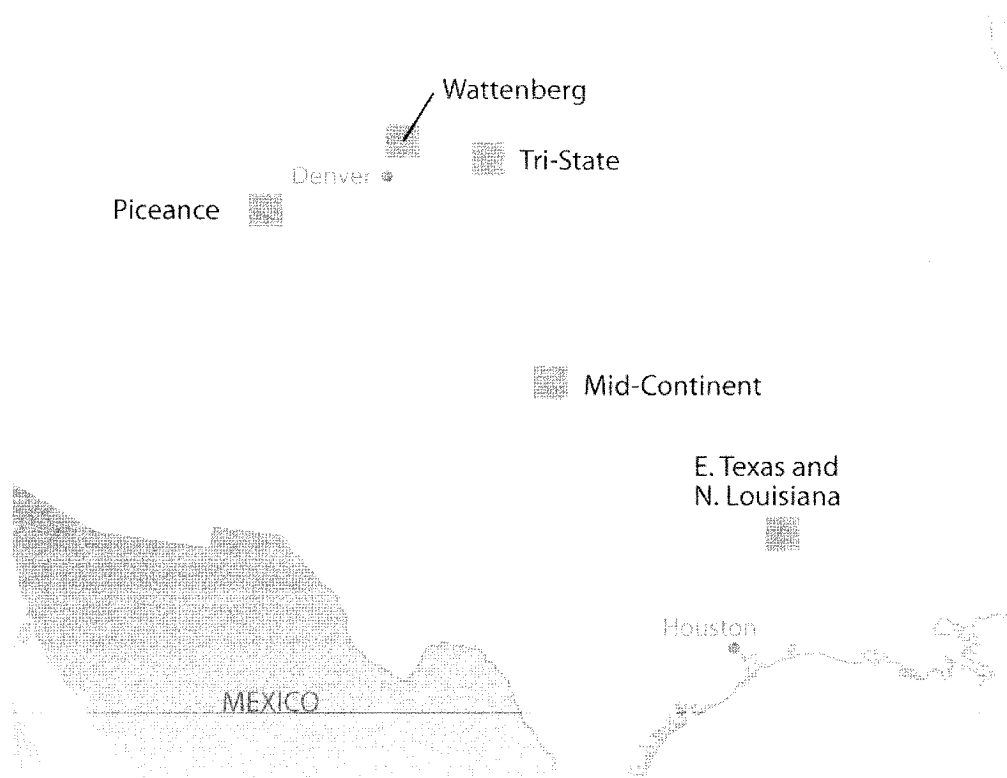 Wattenberg
Tri-State
Denver
Piceance
Mid-Continent
E. Texas and
N. Louisiana
Houston
MEXICO